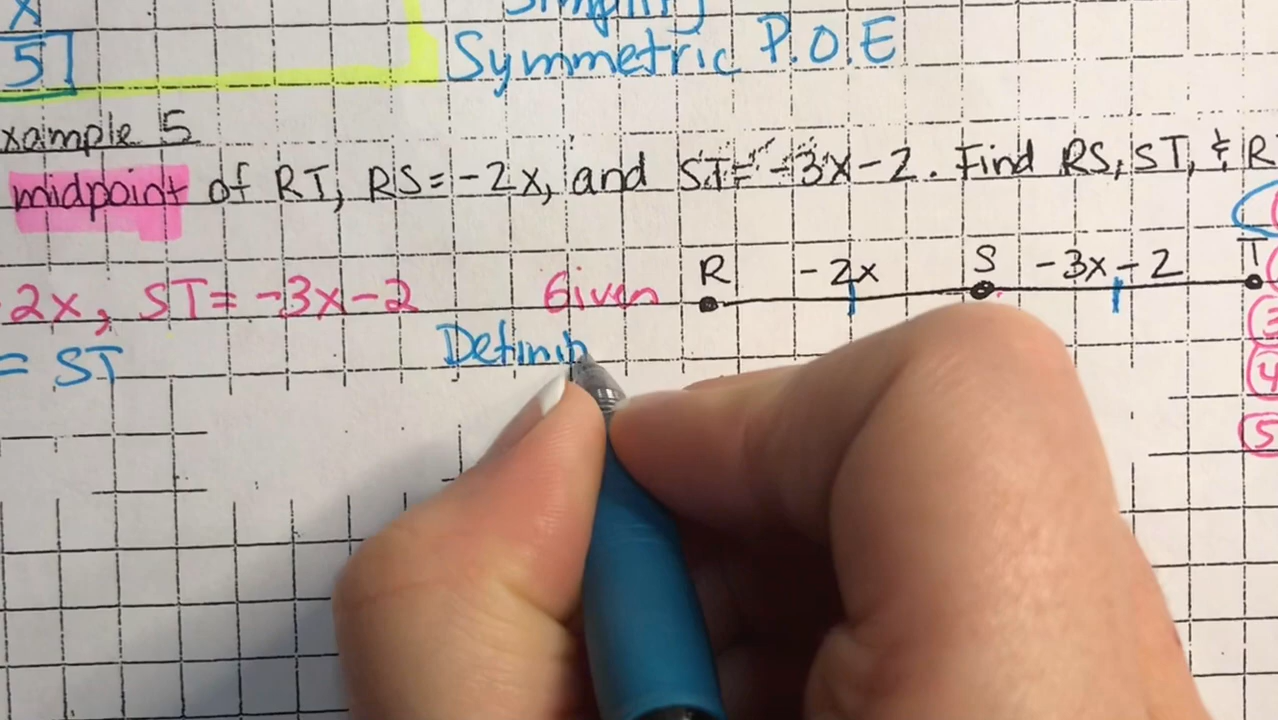 x
5
Symmetric P.O.E
xample 5
midpoint of RT, RS=-2x, and ST=-3x-2. Find RS, ST, & R
R -2x S -3x-2 T
2x, ST= -3x-2 Given
= ST Definit
3
4
5